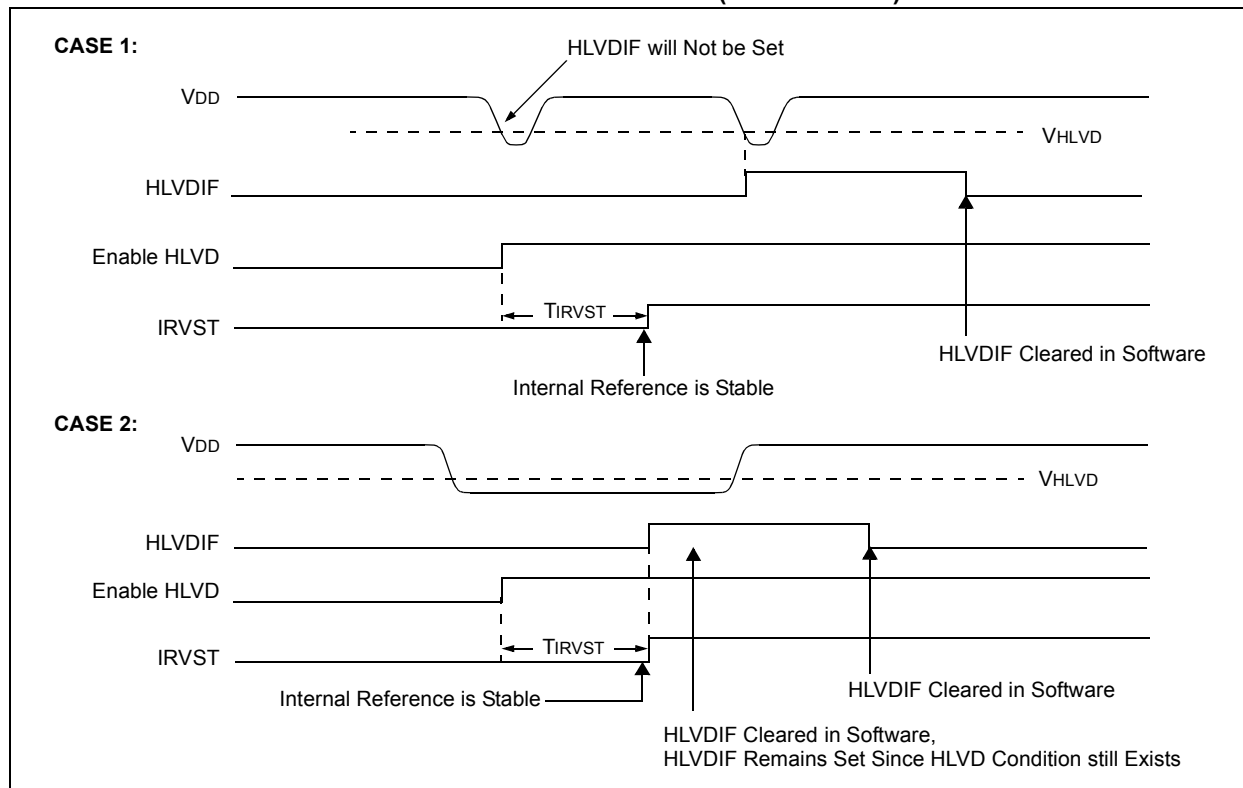 CASE 1:
HLVDIF will Not be Set
VDD
VHLVD
HLVDIF
Enable HLVD
TIRVST
IRVST
HLVDIF Cleared in Software
Internal Reference is Stable
CASE 2:
VDD
VHLVD
HLVDIF
Enable HLVD
TIRVST
IRVST
Internal Reference is Stable
HLVDIF Cleared in Software
HLVDIF Cleared in Software,
HLVDIF Remains Set Since HLVD Condition still Exists